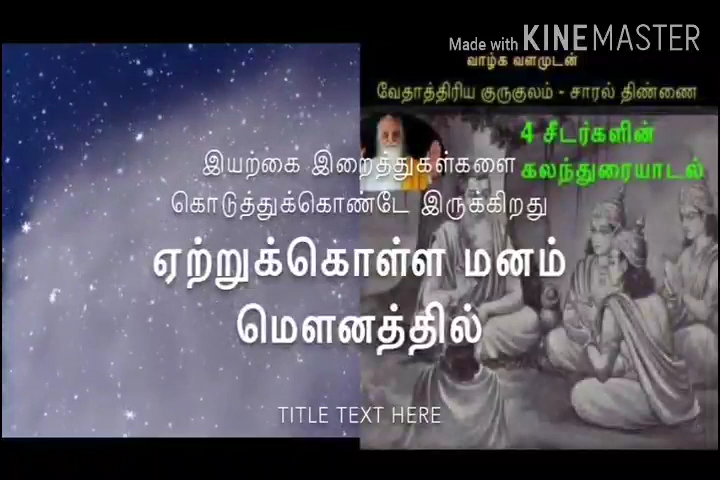 Made with KINEMASTER
வாழ்க வளமுடன்
வேதாத்திரிய குருகுலம் - சாரல் திண்ணை
4 சீடர்களின்
கலந்துரையாடல்
இயற்கை இறைத்துகள்களை
கொடுத்துக்கொண்டே இருக்கிறது
ஏற்றுக்கொள்ள மனம்
மௌனத்தில்
TITLE TEXT HERE